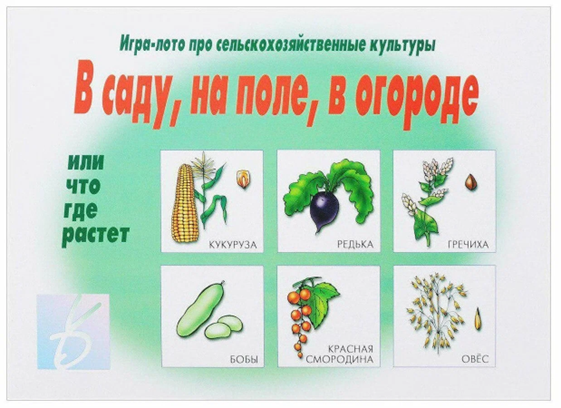 Игра-лото про сельскохозяйственные культуры
В саду, на поле, в огороде
или
что
где
растет
КУКУРУЗА
РЕДЬКА
ГРЕЧИХА
БОБЫ
КРАСНАЯ
СМОРОДИНА
ОВЁС